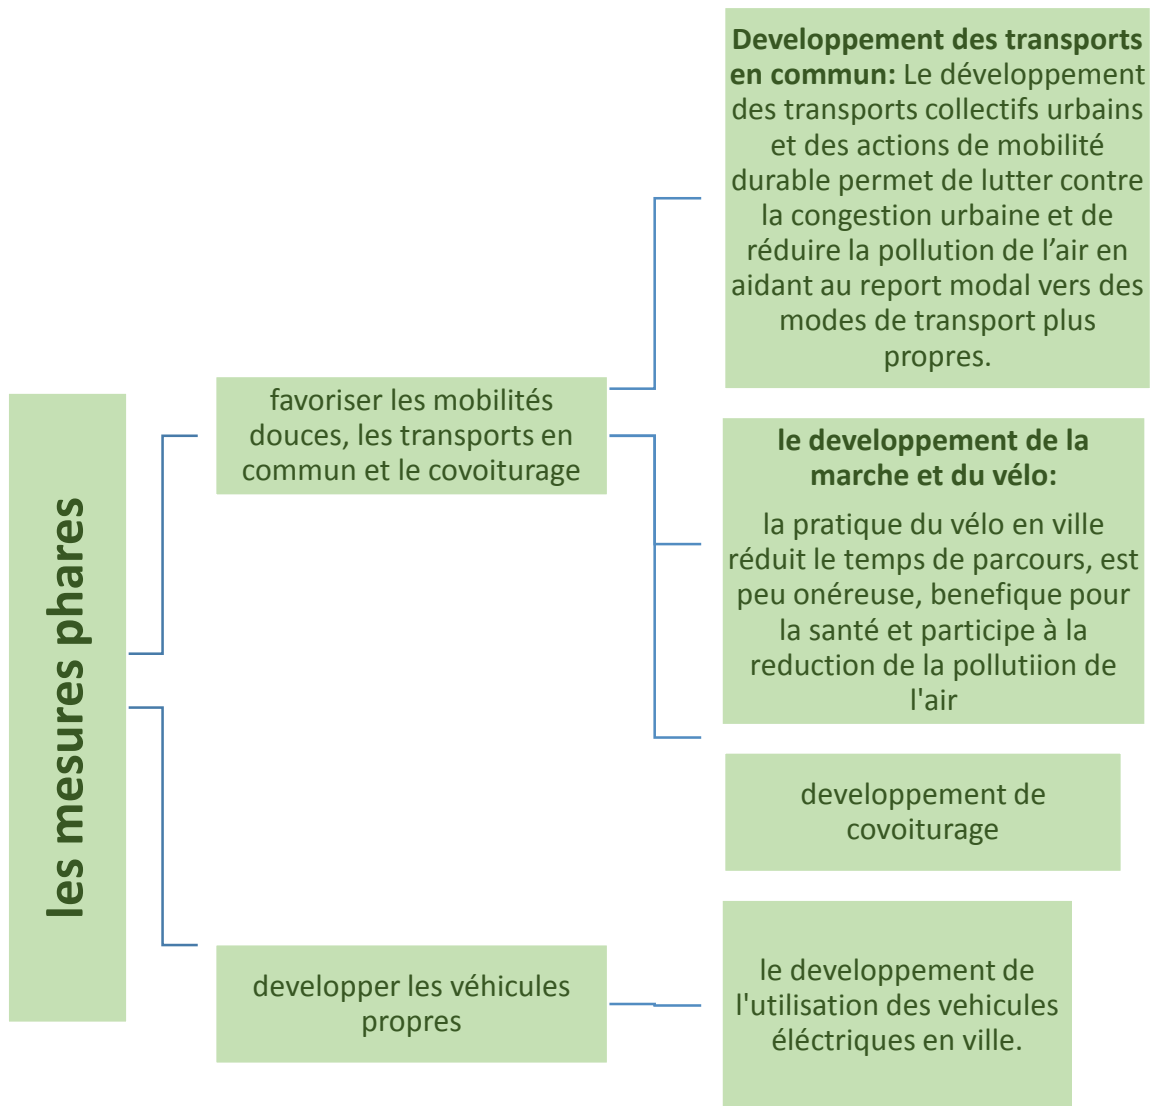 les mesures phares
favoriser les mobilités
douces, les transports en
commun et le covoiturage
Developpement des transports
en commun: Le développement
des transports collectifs urbains
et des actions de mobilité
durable permet de lutter contre
la congestion urbaine et de
réduire la pollution de l’air en
aidant au report modal vers des
modes de transport plus
propres.
le developpement de la
marche et du vélo:
la pratique du vélo en ville
réduit le temps de parcours, est
peu onéreuse, benefique pour
la santé et participe à la
reduction de la pollutiion de
l'air
developpement de
covoiturage
developper les véhicules
propres
le developpement de
l'utilisation des vehicules
éléctriques en ville.